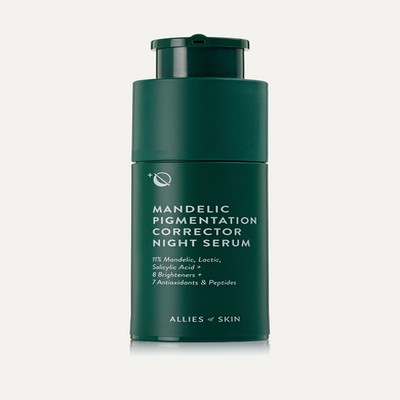 MANDELIC
PIGMENTATION
CORRECTOR
NIGHT SERUM
11% Mandelic, Lactic,
Salicylic Acid +
8 Brighteners +
7 Antioxidants & Peptides
ALLIES of SKIN